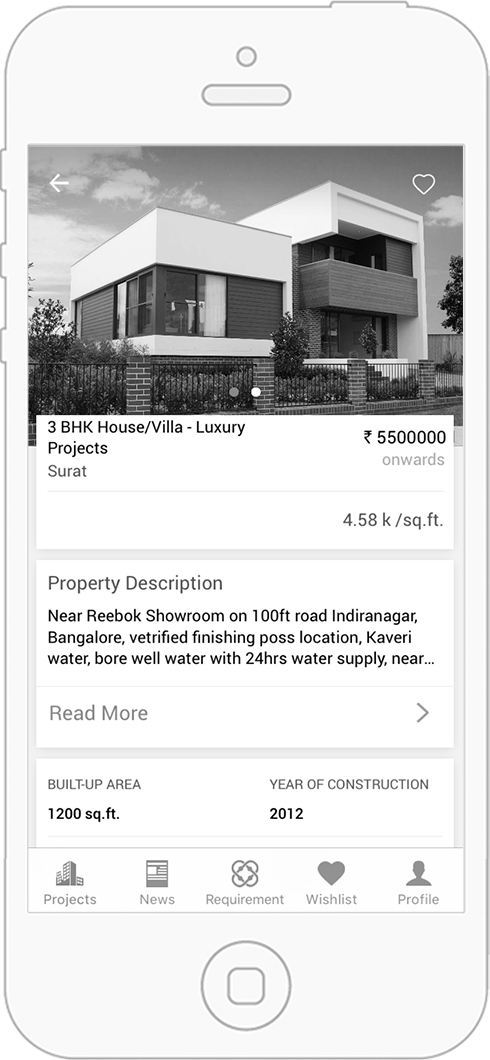 3 BHK House/Villa - Luxury
Projects
₹ 5500000
onwards
Surat
4.58 k /sq.ft.
Property Description
Near Reebok Showroom on 100ft road Indiranagar,
Bangalore, vetrified finishing poss location, Kaveri
water, bore well water with 24hrs water supply, near...
Read More
BUILT-UP AREA
YEAR OF CONSTRUCTION
1200 sq.ft.
2012
Projects
News
Requirement
Wishlist
Profile